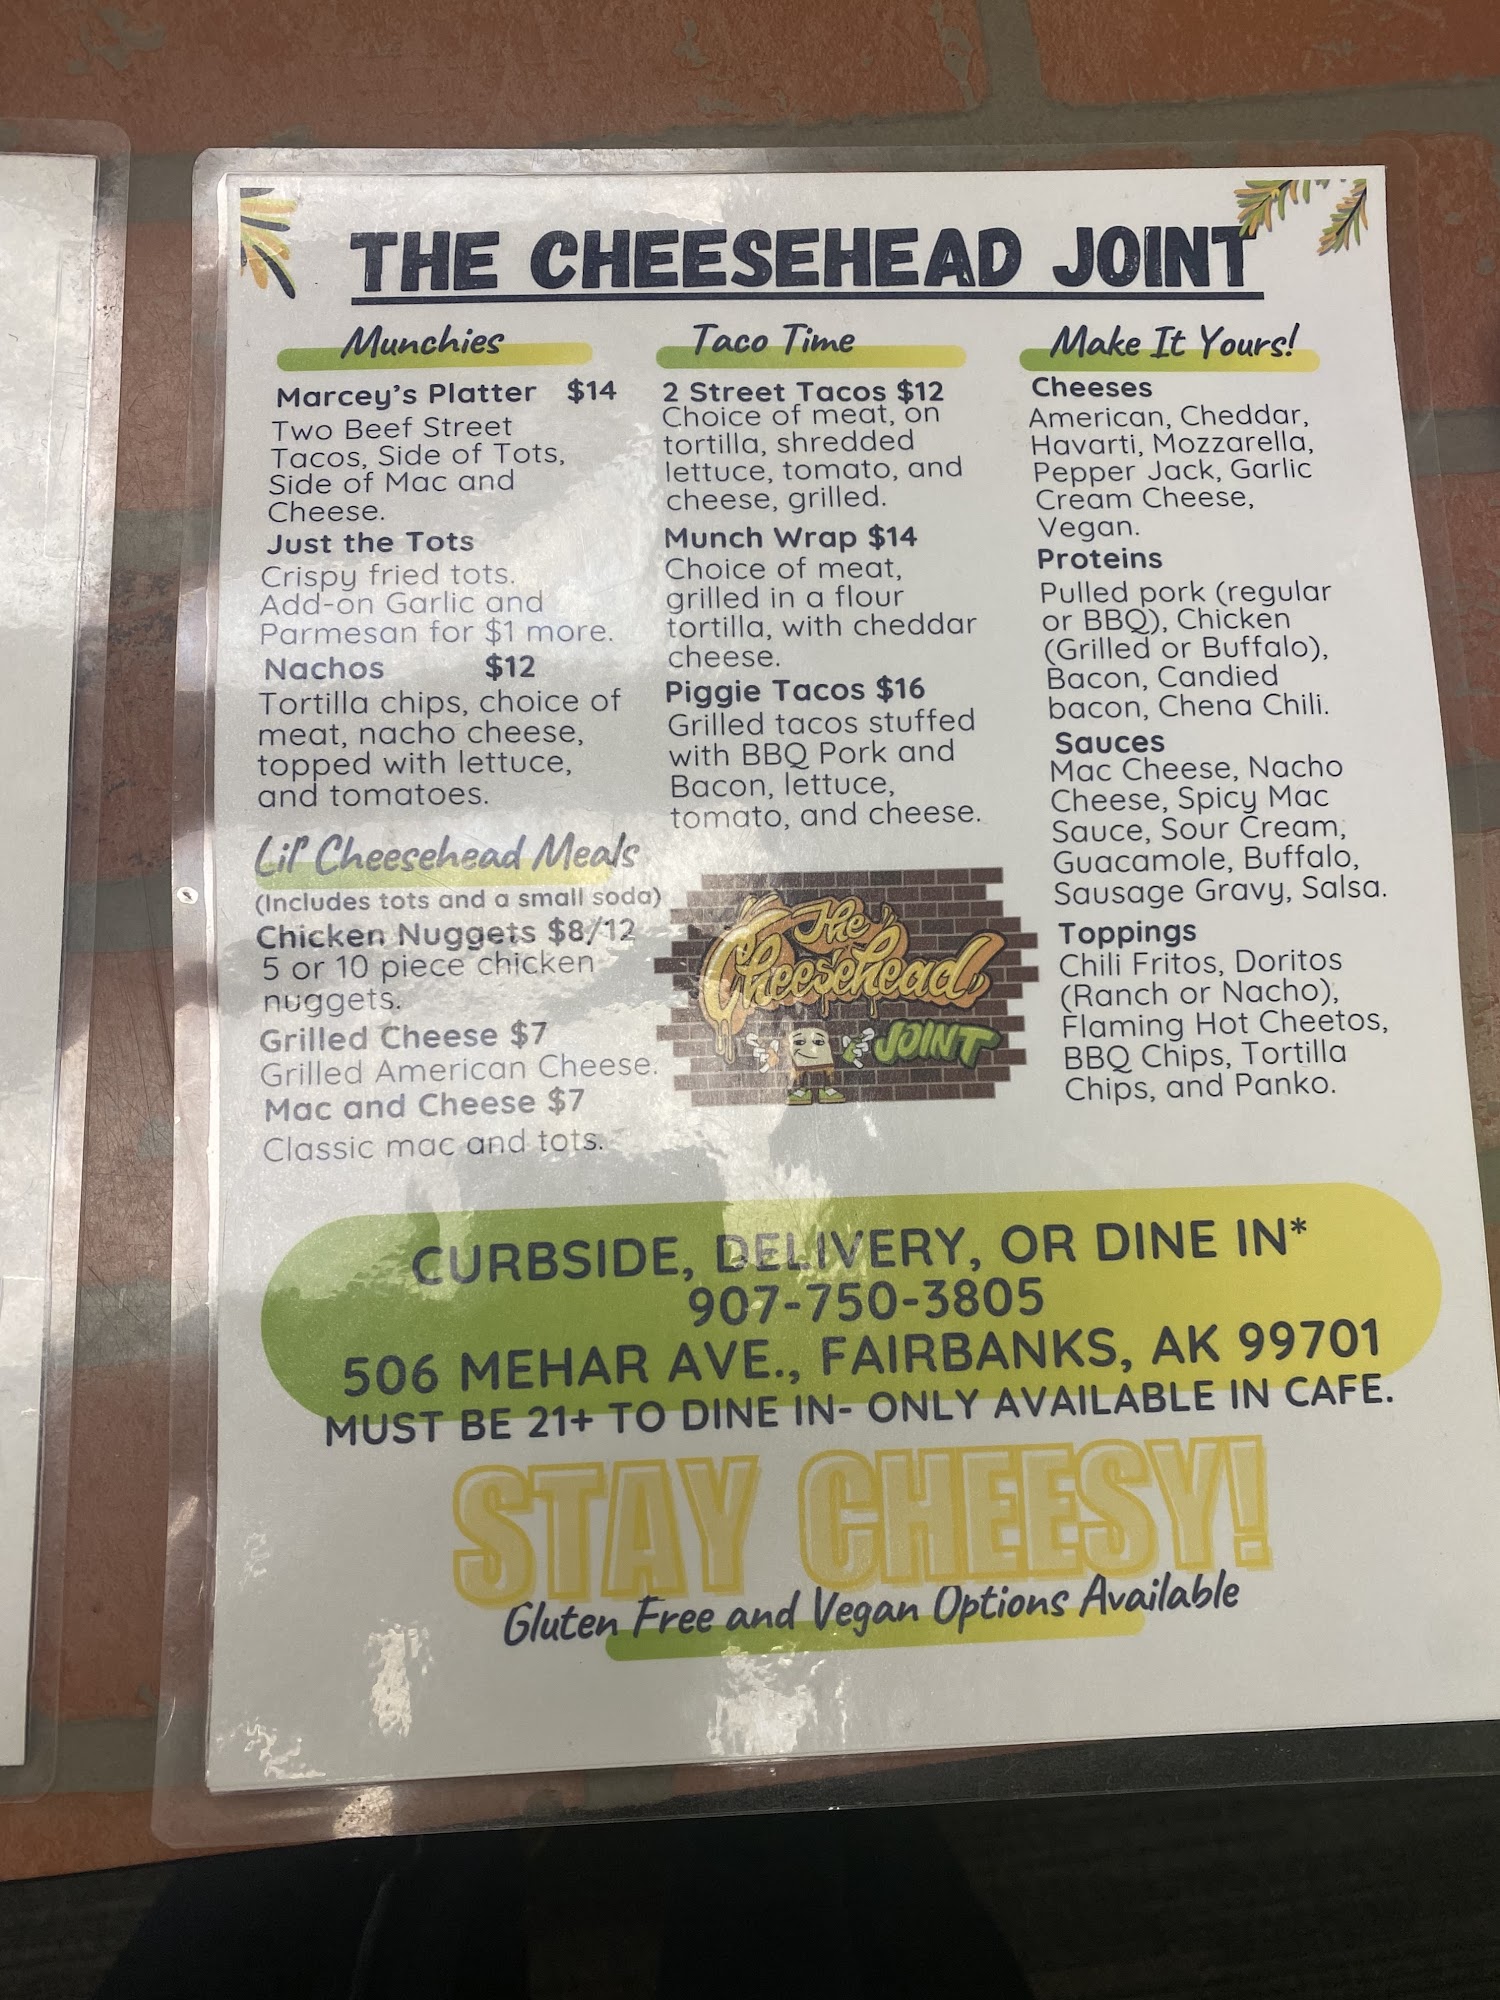 THE CHEESEHEAD JOINT
Munchies
Marcey's Platter $14
Two Beef Street
Tacos, Side of Tots,
Side of Mac and
Cheese.
Just the Tots
Crispy fried tots.
Add-on Garlic and
Parmesan for $1 more.
Nachos $12
Tortilla chips, choice of
meat, nacho cheese,
topped with lettuce,
and tomatoes.
Lil' Cheesehead Meals
(Includes tots and a small soda)
Chicken Nuggets $8/12
5 or 10 piece chicken
nuggets.
Grilled Cheese $7
Grilled American Cheese.
Mac and Cheese $7
Classic mac and tots.
Taco Time
2 Street Tacos $12
Choice of meat, on
tortilla, shredded
lettuce, tomato, and
cheese, grilled.
Munch Wrap $14
Choice of meat,
grilled in a flour
tortilla, with cheddar
cheese.
Piggie Tacos $16
Grilled tacos stuffed
with BBQ Pork and
Bacon, lettuce,
tomato, and cheese.
The
Cheesehead
JOINT
Make It Yours!
Cheeses
American, Cheddar,
Havarti, Mozzarella,
Pepper Jack, Garlic
Cream Cheese,
Vegan.
Proteins
Pulled pork (regular
or BBQ), Chicken
(Grilled or Buffalo),
Bacon, Candied
bacon, Chena Chili.
Sauces
Mac Cheese, Nacho
Cheese, Spicy Mac
Sauce, Sour Cream,
Guacamole, Buffalo,
Sausage Gravy, Salsa.
Toppings
Chili Fritos, Doritos
(Ranch or Nacho),
Flaming Hot Cheetos,
BBQ Chips, Tortilla
Chips, and Panko.
CURBSIDE, DELIVERY, OR DINE IN*
907-750-3805
506 MEHAR AVE., FAIRBANKS, AK 99701
MUST BE 21+ TO DINE IN- ONLY AVAILABLE IN CAFE.
STAY CHEESY!
Gluten Free and Vegan Options Available